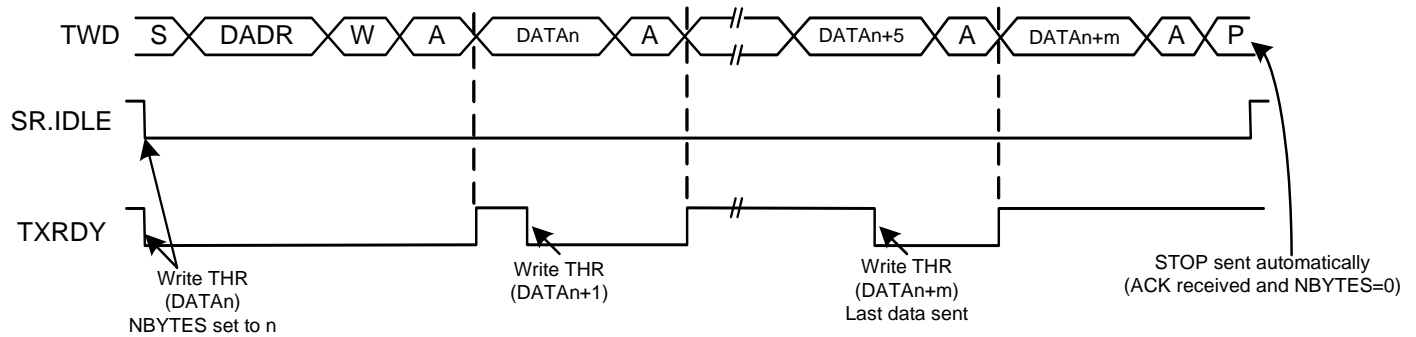 TWD S DADR W A DATAn A DATAn+5 A DATAn+m A P
SR.IDLE
TXRDY
Write THR
(DATAn)
NBYTES set to n
Write THR
(DATAn+1)
Write THR
(DATAn+m)
Last data sent
STOP sent automatically
(ACK received and NBYTES=0)